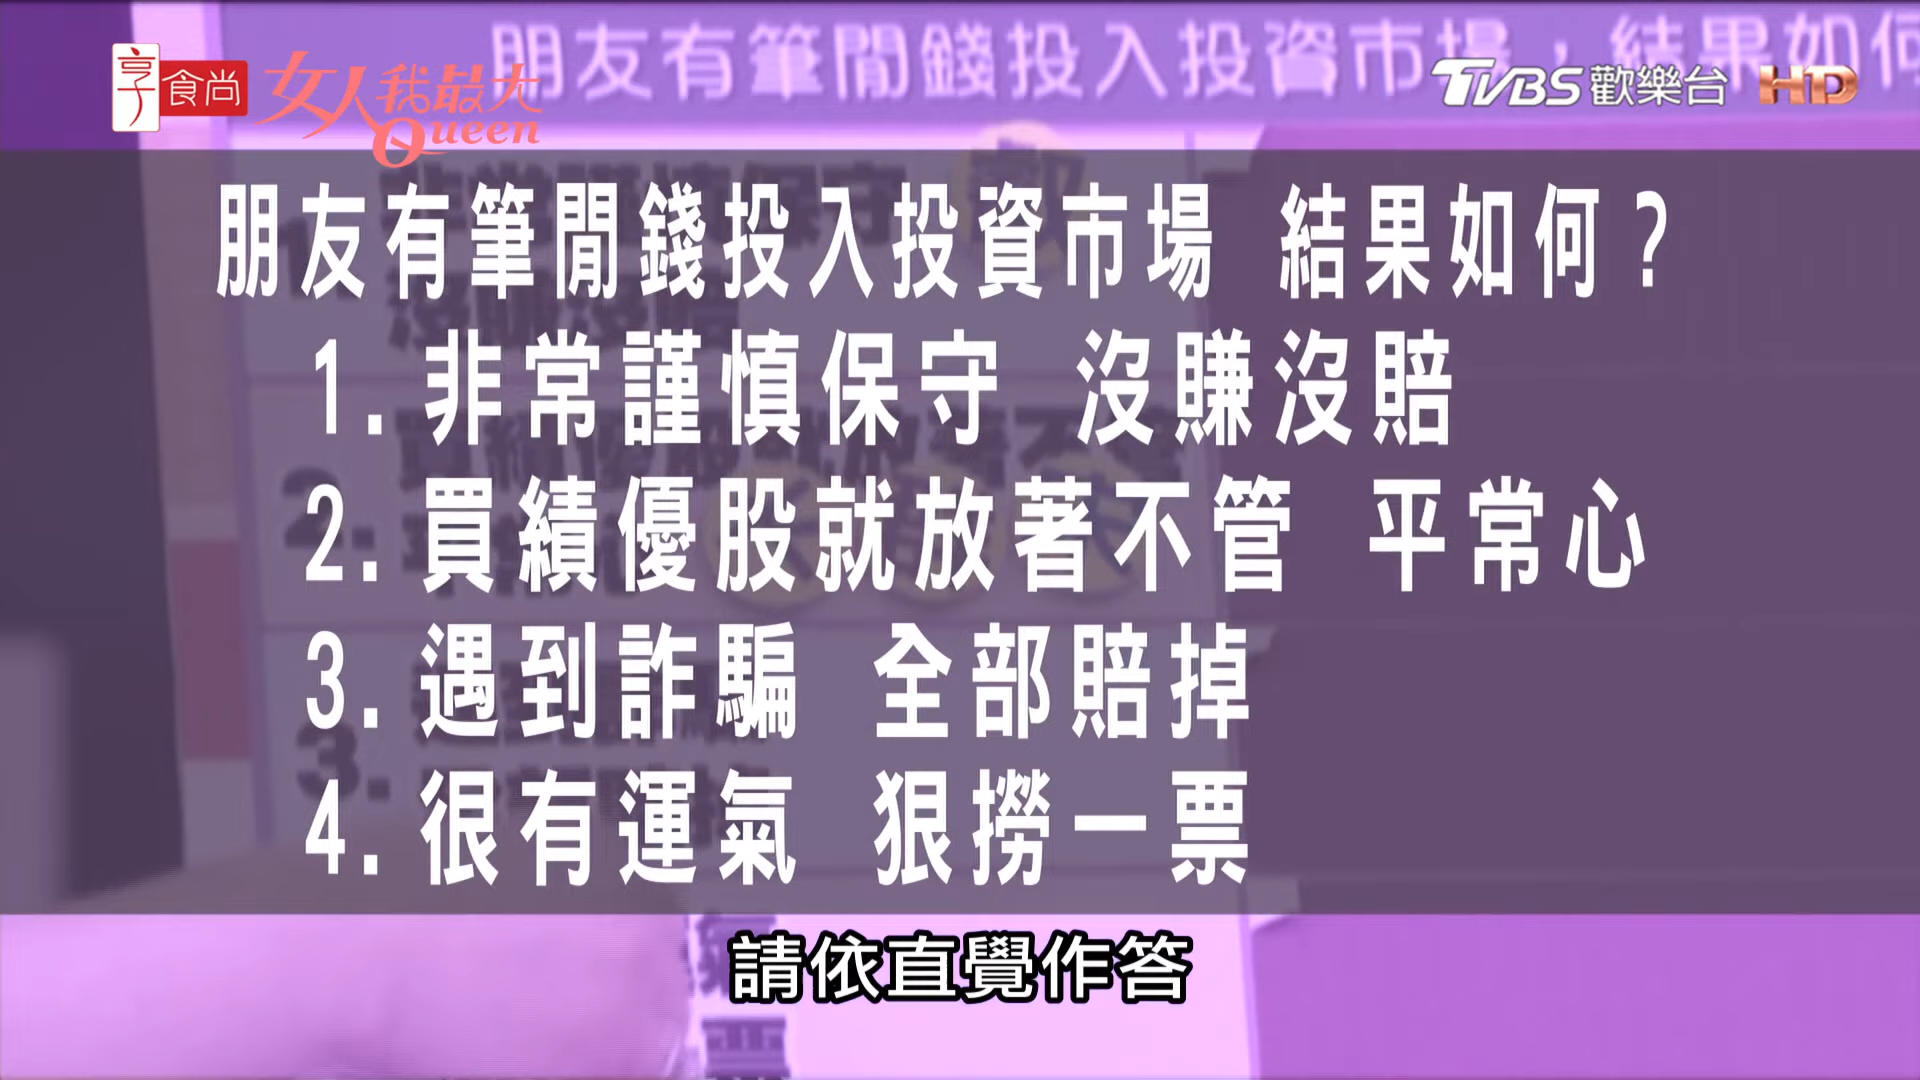 朋友有筆閒錢投入投資市場，結果如何
享食尚 女人我最大 Queen
TVBS歡樂台 HD
朋友有筆閒錢投入投資市場 結果如何？
1. 非常謹慎保守 沒賺沒賠
2. 買績優股就放著不管 平常心
3. 遇到詐騙 全部賠掉
4. 很有運氣 狠撈一票
請依直覺作答